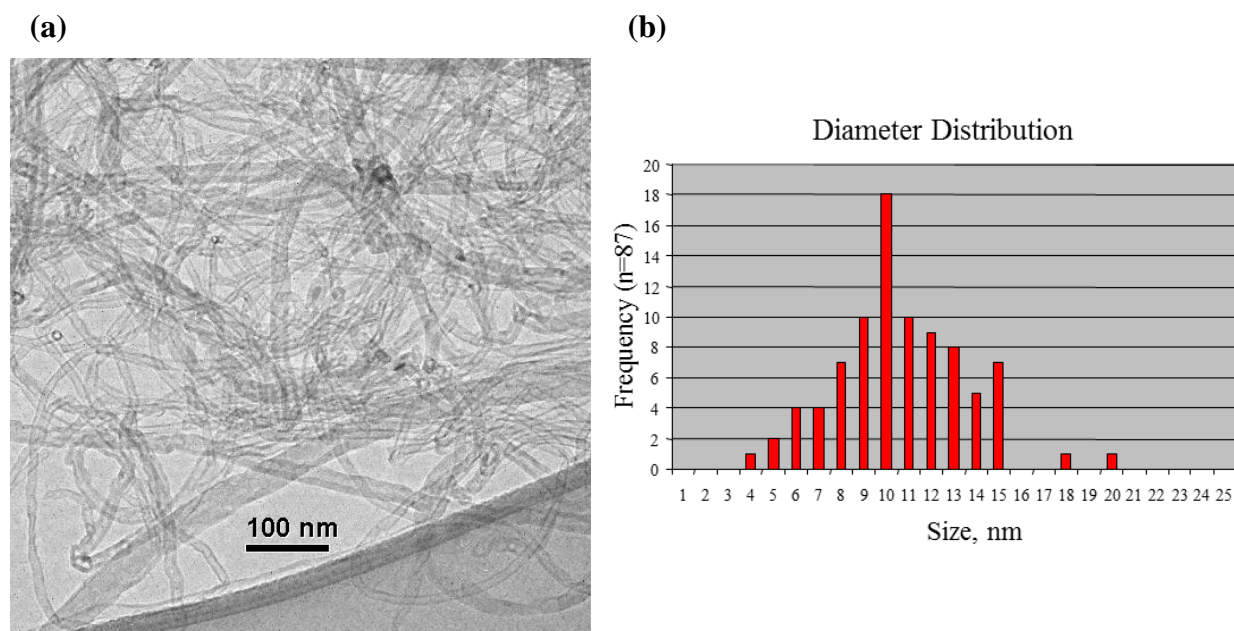 (a)
(b)
100 nm
Diameter Distribution
Frequency (n=87)
20
18
16
14
12
10
8
6
4
2
0
1 2 3 4 5 6 7 8 9 10 11 12 13 14 15 16 17 18 19 20 21 22 23 24 25
Size, nm